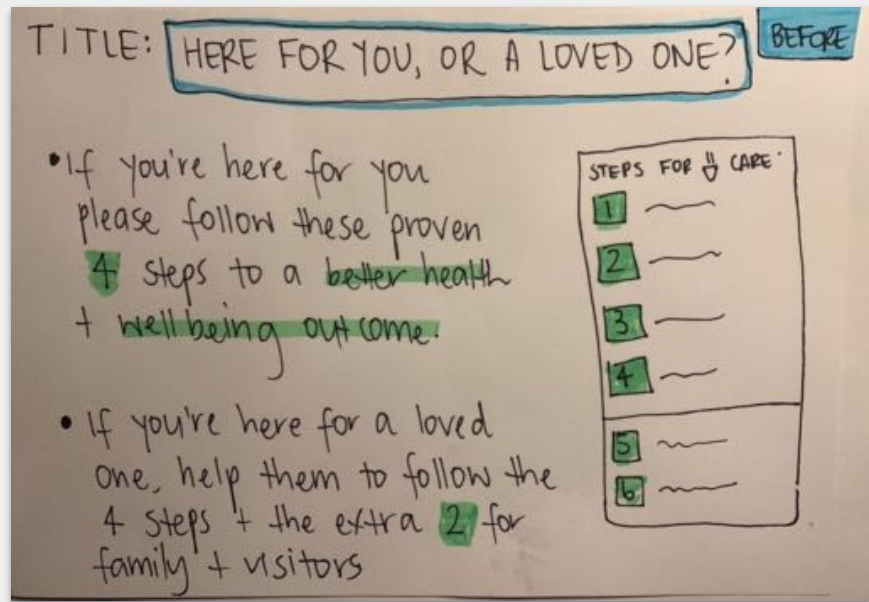 TITLE: HERE FOR YOU, OR A LOVED ONE?
BEFORE
•If you're here for you
please follow these proven
4 steps to a better health
+ wellbeing outcome.
• If you're here for a loved
one, help them to follow the
4 steps + the extra 2 for
family + visitors
STEPS FOR CARE
1
2
3
4
5
6